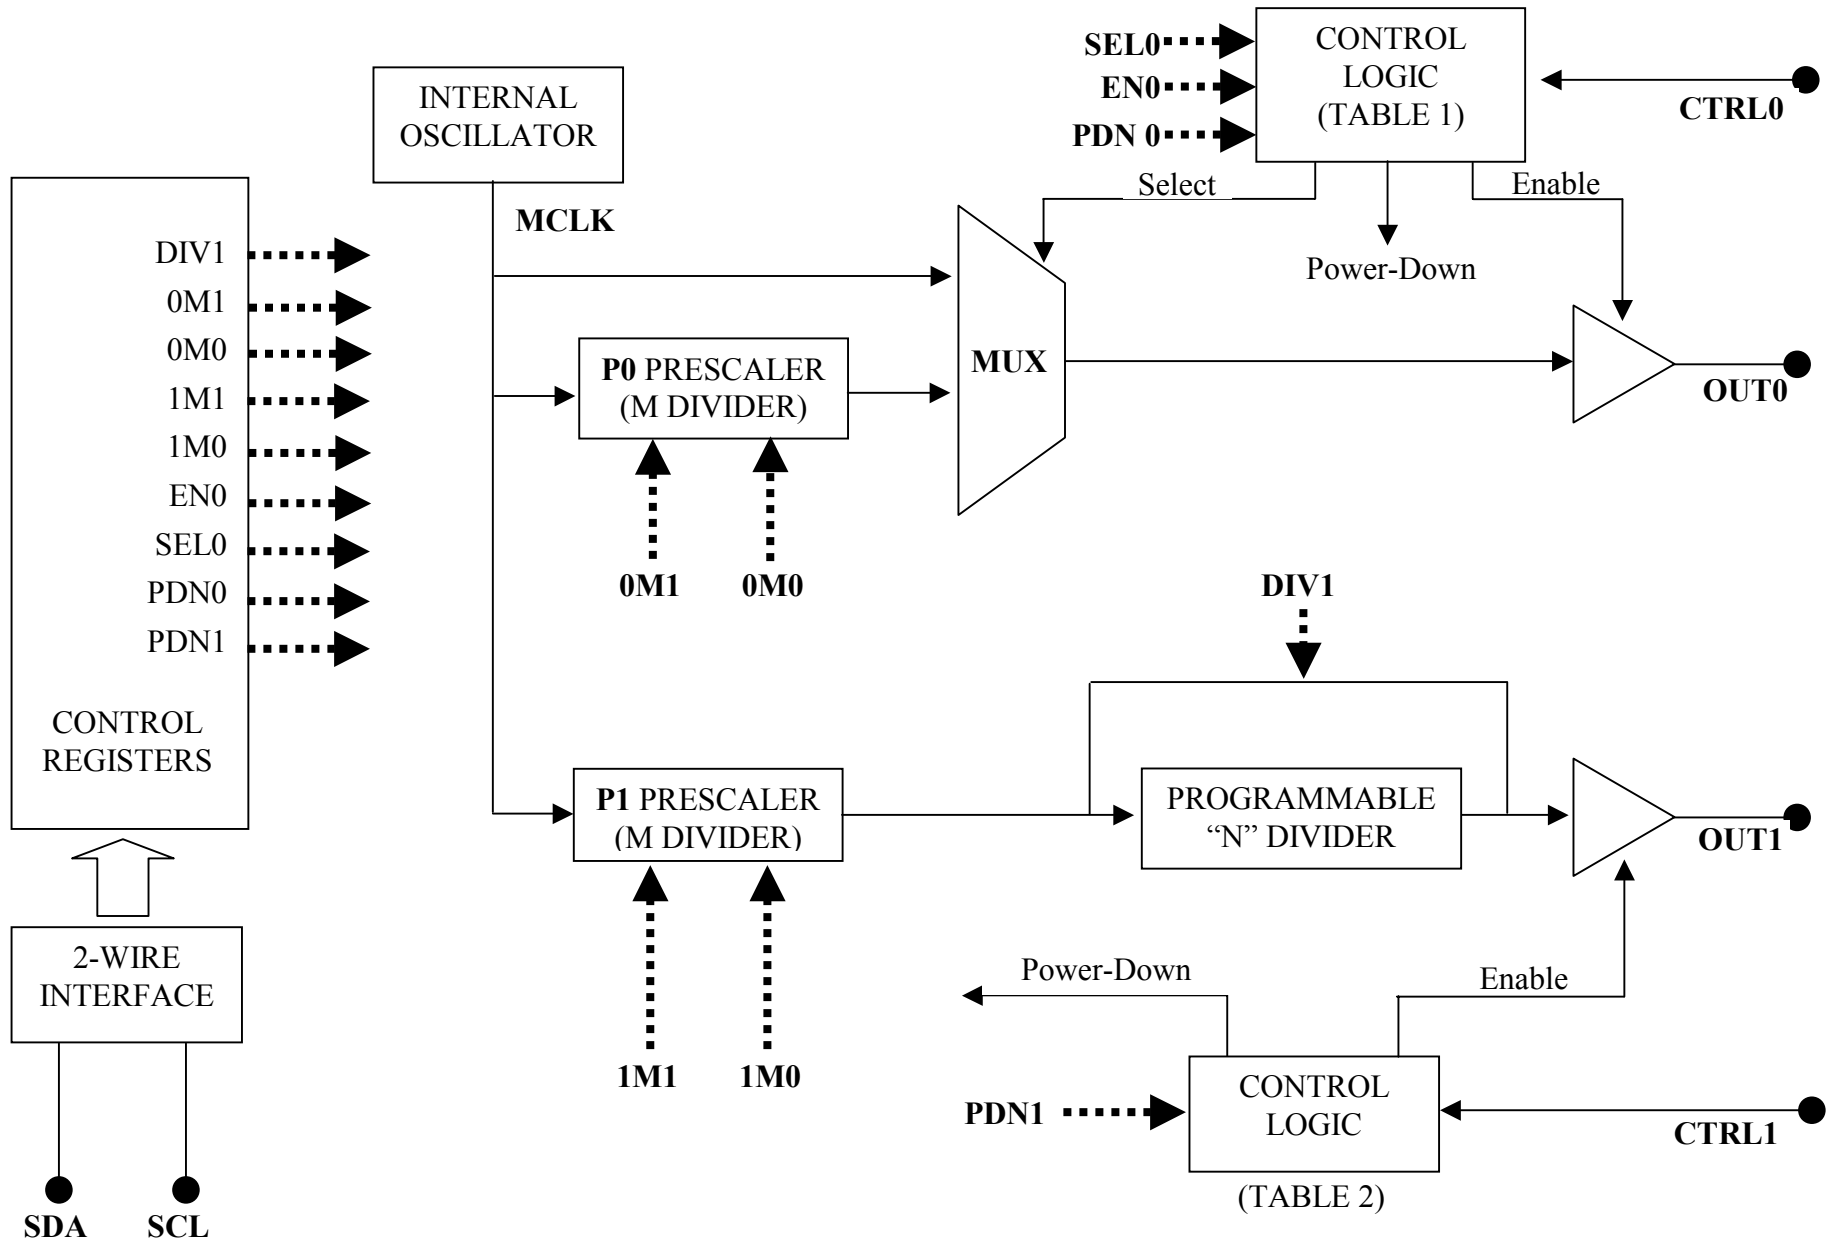 SEL0
EN0
PDN 0
CONTROL
LOGIC
(TABLE 1)
CTRL0
INTERNAL
OSCILLATOR
MCLK
Select
Enable
Power-Down
DIV1
0M1
0M0
1M1
1M0
EN0
SEL0
PDN0
PDN1
CONTROL
REGISTERS
P0 PRESCALER
(M DIVIDER)
MUX
OUT0
0M1
0M0
DIV1
P1 PRESCALER
(M DIVIDER)
PROGRAMMABLE
“N” DIVIDER
OUT1
2-WIRE
INTERFACE
1M1
1M0
Power-Down
Enable
PDN1
CONTROL
LOGIC
CTRL1
(TABLE 2)
SDA
SCL